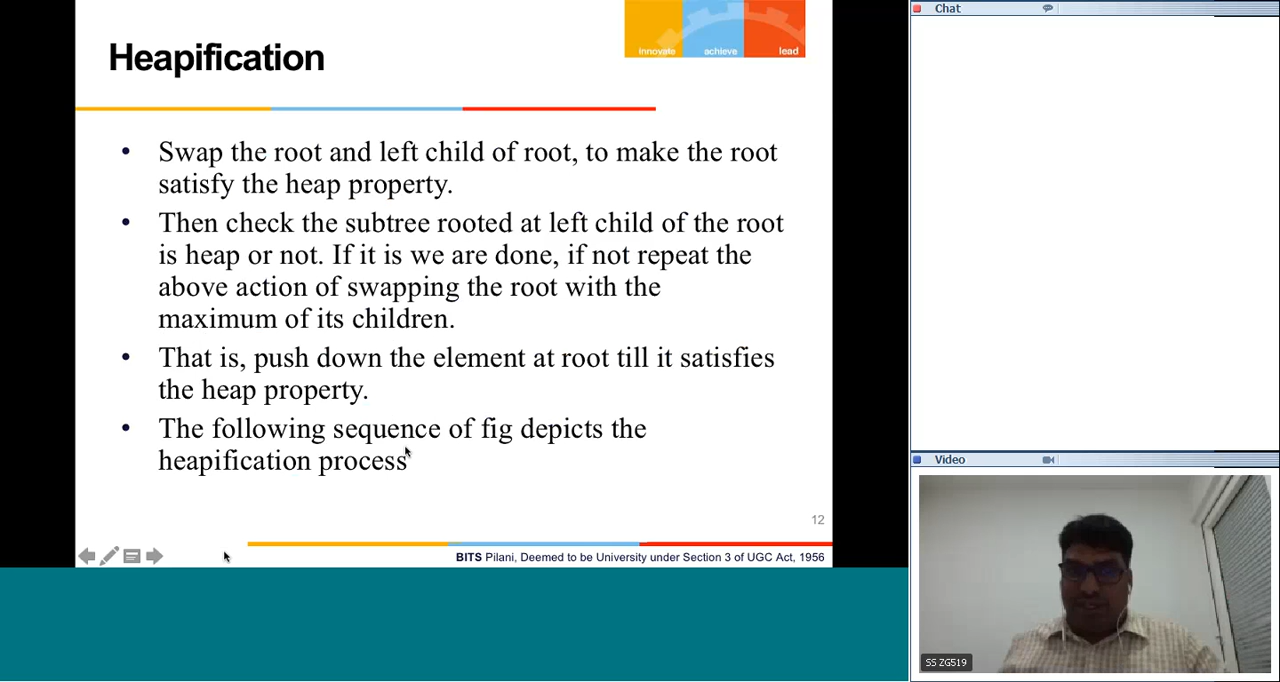 Heapification
innovate achieve lead
• Swap the root and left child of root, to make the root
satisfy the heap property.
• Then check the subtree rooted at left child of the root
is heap or not. If it is we are done, if not repeat the
above action of swapping the root with the
maximum of its children.
• That is, push down the element at root till it satisfies
the heap property.
• The following sequence of fig depicts the
heapification process
12
BITS Pilani, Deemed to be University under Section 3 of UGC Act, 1956
Chat
Video
SS ZG519